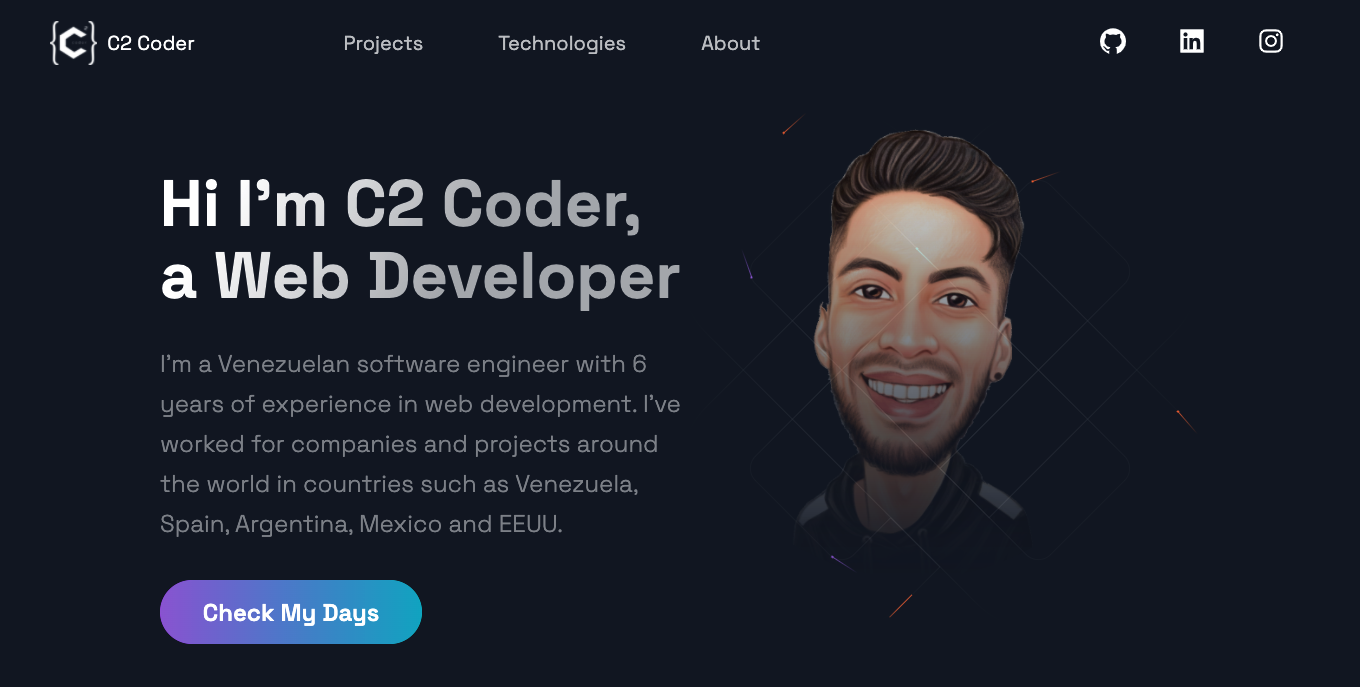 C2 Coder
Projects
Technologies
About
Hi I'm C2 Coder,
a Web Developer
I'm a Venezuelan software engineer with 6
years of experience in web development. I've
worked for companies and projects around
the world in countries such as Venezuela,
Spain, Argentina, Mexico and EEUU.
Check My Days